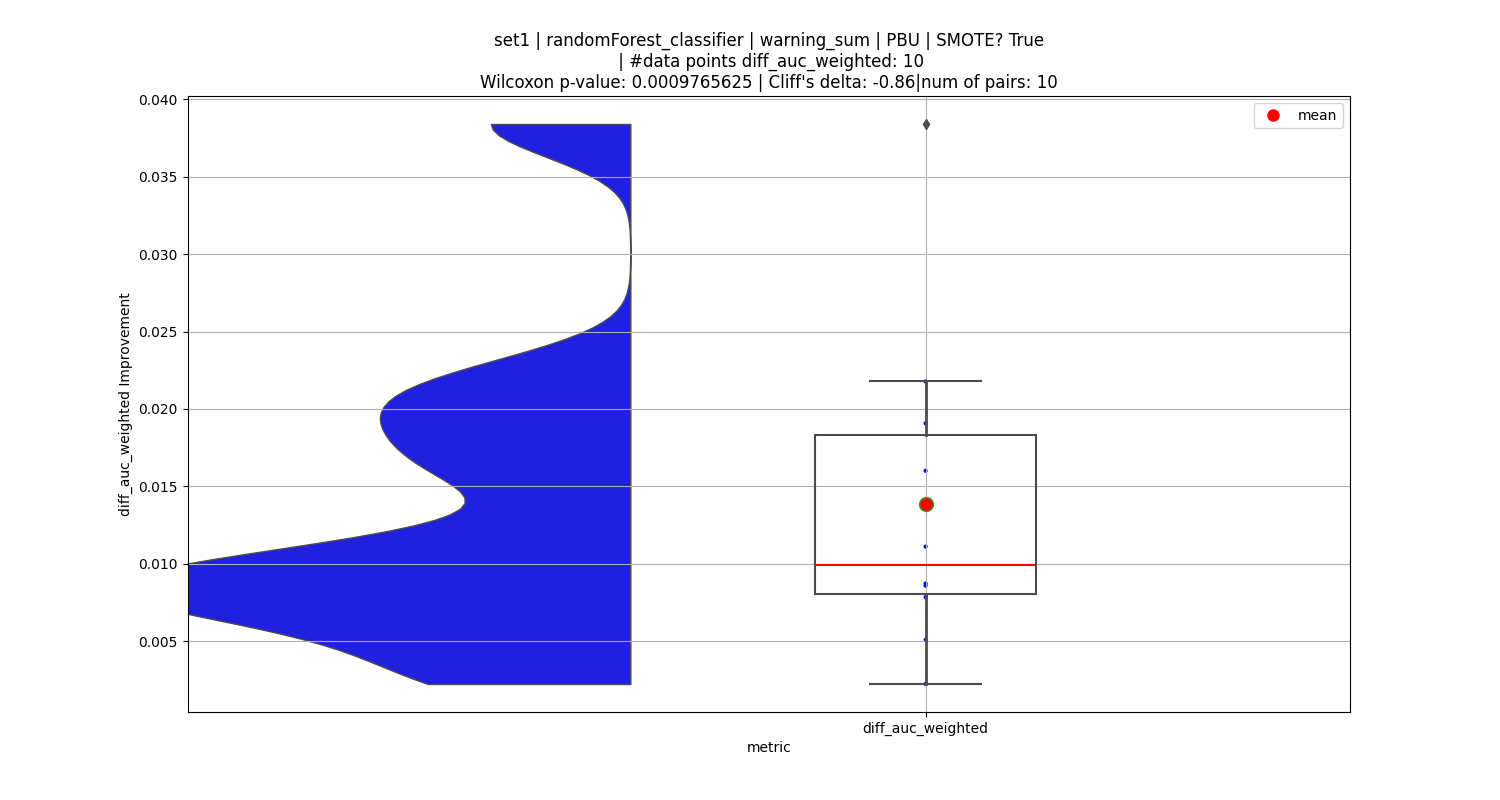 set1 | randomForest_classifier | warning_sum | PBU | SMOTE? True
| #data points diff_auc_weighted: 10
Wilcoxon p-value: 0.0009765625 | Cliff's delta: -0.86|num of pairs: 10
mean
0.040
0.035
0.030
0.025
0.020
0.015
0.010
0.005
diff_auc_weighted Improvement
diff_auc_weighted
metric